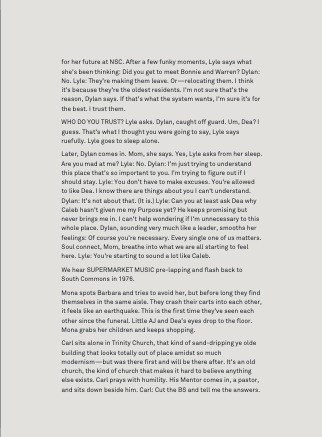 for her future at NSC. After a few funky moments, Lyle says what
she's been thinking: Did you get to meet Bonnie and Warren? Dylan:
No. Lyle: They're making them leave. Or—relocating them. I think
it's because they're the oldest residents. I'm not sure that's the
reason, Dylan says. If that's what the system wants, I'm sure it's for
the best. I trust them.
WHO DO YOU TRUST? Lyle asks. Dylan, caught off guard. Um, Dea? I
guess. That's what I thought you were going to say, Lyle says
ruefully. Lyle goes to sleep alone.
Later, Dylan comes in. Mom, she says. Yes, Lyle asks from her sleep.
Are you mad at me? Lyle: No. Dylan: I'm just trying to understand
this place that's so important to you. I'm trying to figure out if I
should stay. Lyle: You don't have to make excuses. You're allowed
to like Dea. I know there are things about you I can't understand.
Dylan: It's not about that. (It is.) Lyle: Can you at least ask Dea why
Caleb hasn't given me my Purpose yet? He keeps promising but
never brings me in. I can't help wondering if I'm unnecessary to this
whole place. Dylan, sounding very much like a leader, smooths her
feelings: Of course you're necessary. Every single one of us matters.
Soul connect, Mom, breathe into what we are all starting to feel
here. Lyle: You're starting to sound a lot like Caleb.
We hear SUPERMARKET MUSIC pre-lapping and flash back to
South Commons in 1976.
Mona spots Barbara and tries to avoid her, but before long they find
themselves in the same aisle. They crash their carts into each other,
it feels like an earthquake. This is the first time they've seen each
other since the funeral. Little AJ and Dea's eyes drop to the floor.
Mona grabs her children and keeps shopping.
Carl sits alone in Trinity Church, that kind of sand-dripping ye olde
building that looks totally out of place amidst so much
modernism—but was there first and will be there after. It's an old
church, the kind of church that makes it hard to believe anything
else exists. Carl prays with humility. His Mentor comes in, a pastor,
and sits down beside him. Carl: Cut the BS and tell me the answers.